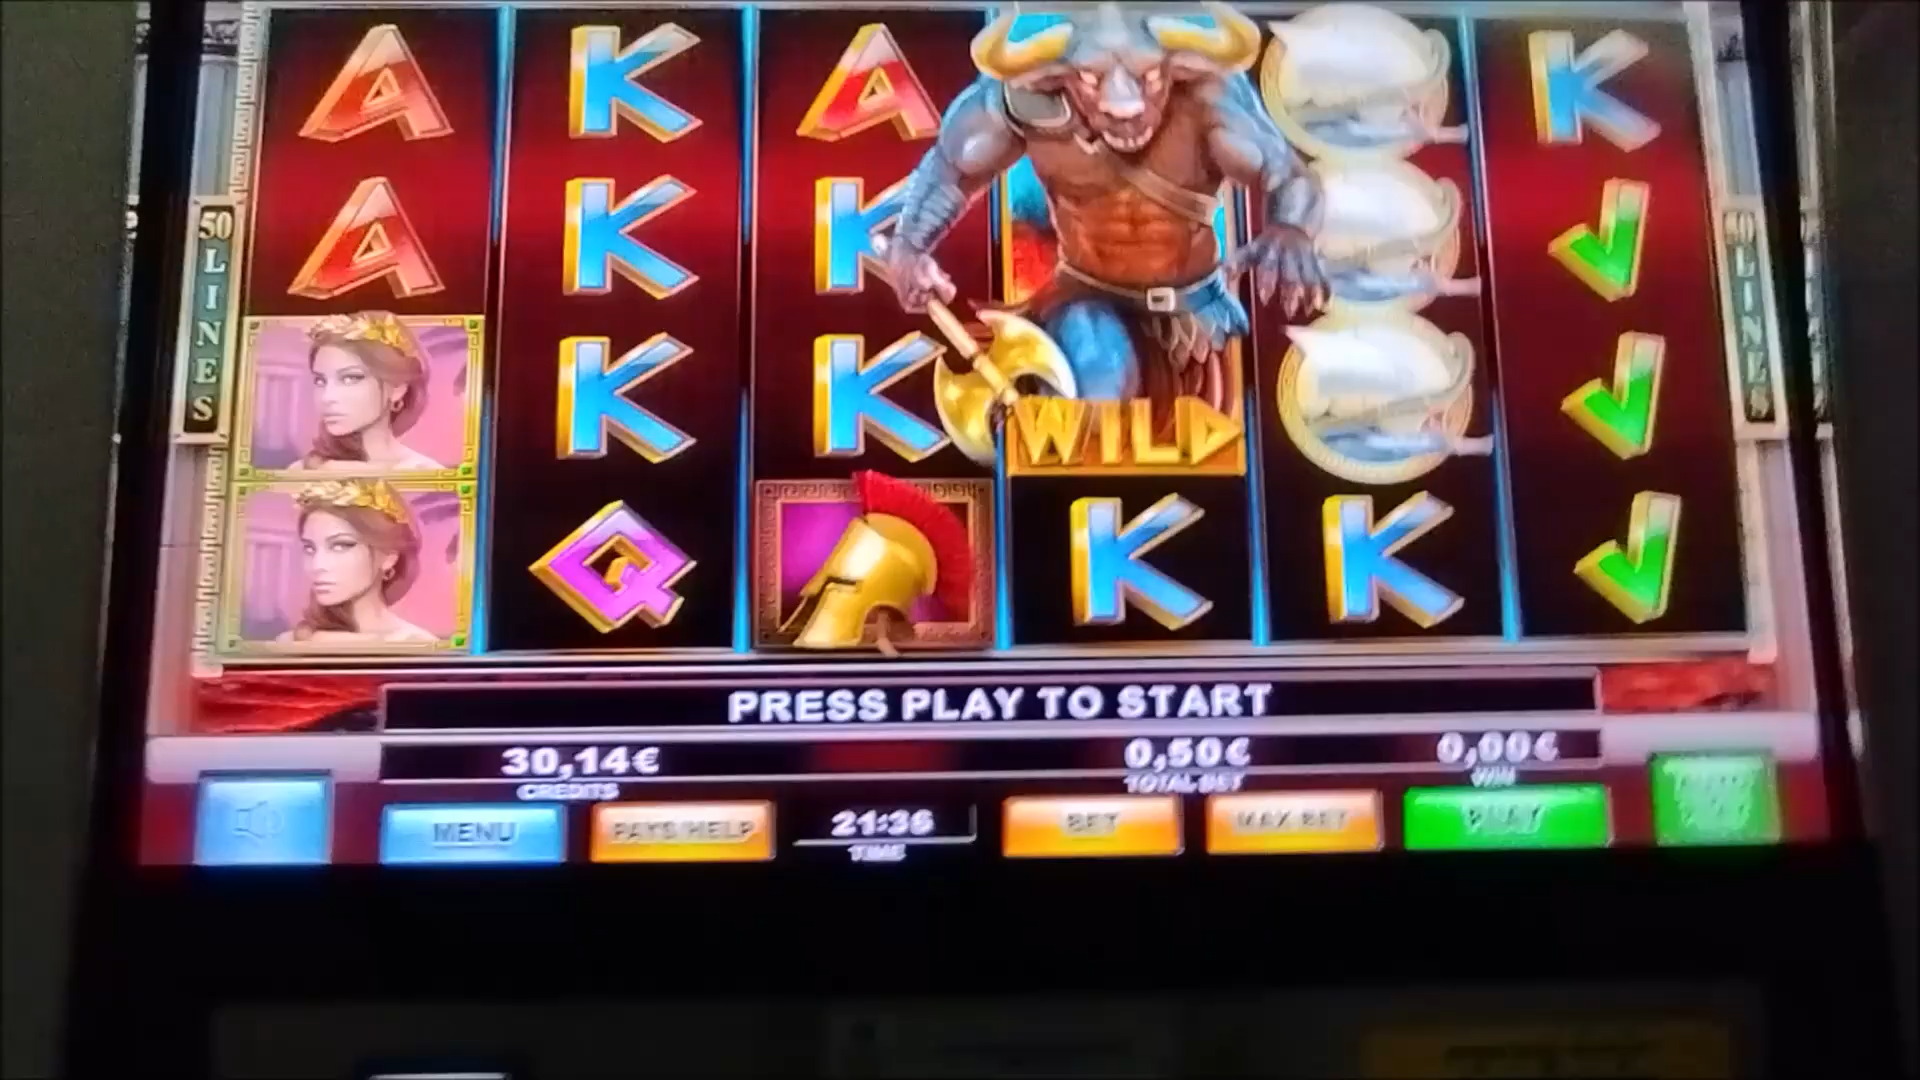 A K A K
A K K J
50 LINES
K K J
WILD
Q K K J
PRESS PLAY TO START
30,14€ 0,50€ 0,00€
CREDITS TOTAL BET WIN
MENU PAYS/HELP 21:36 BET MAX BET PLAY
TIME